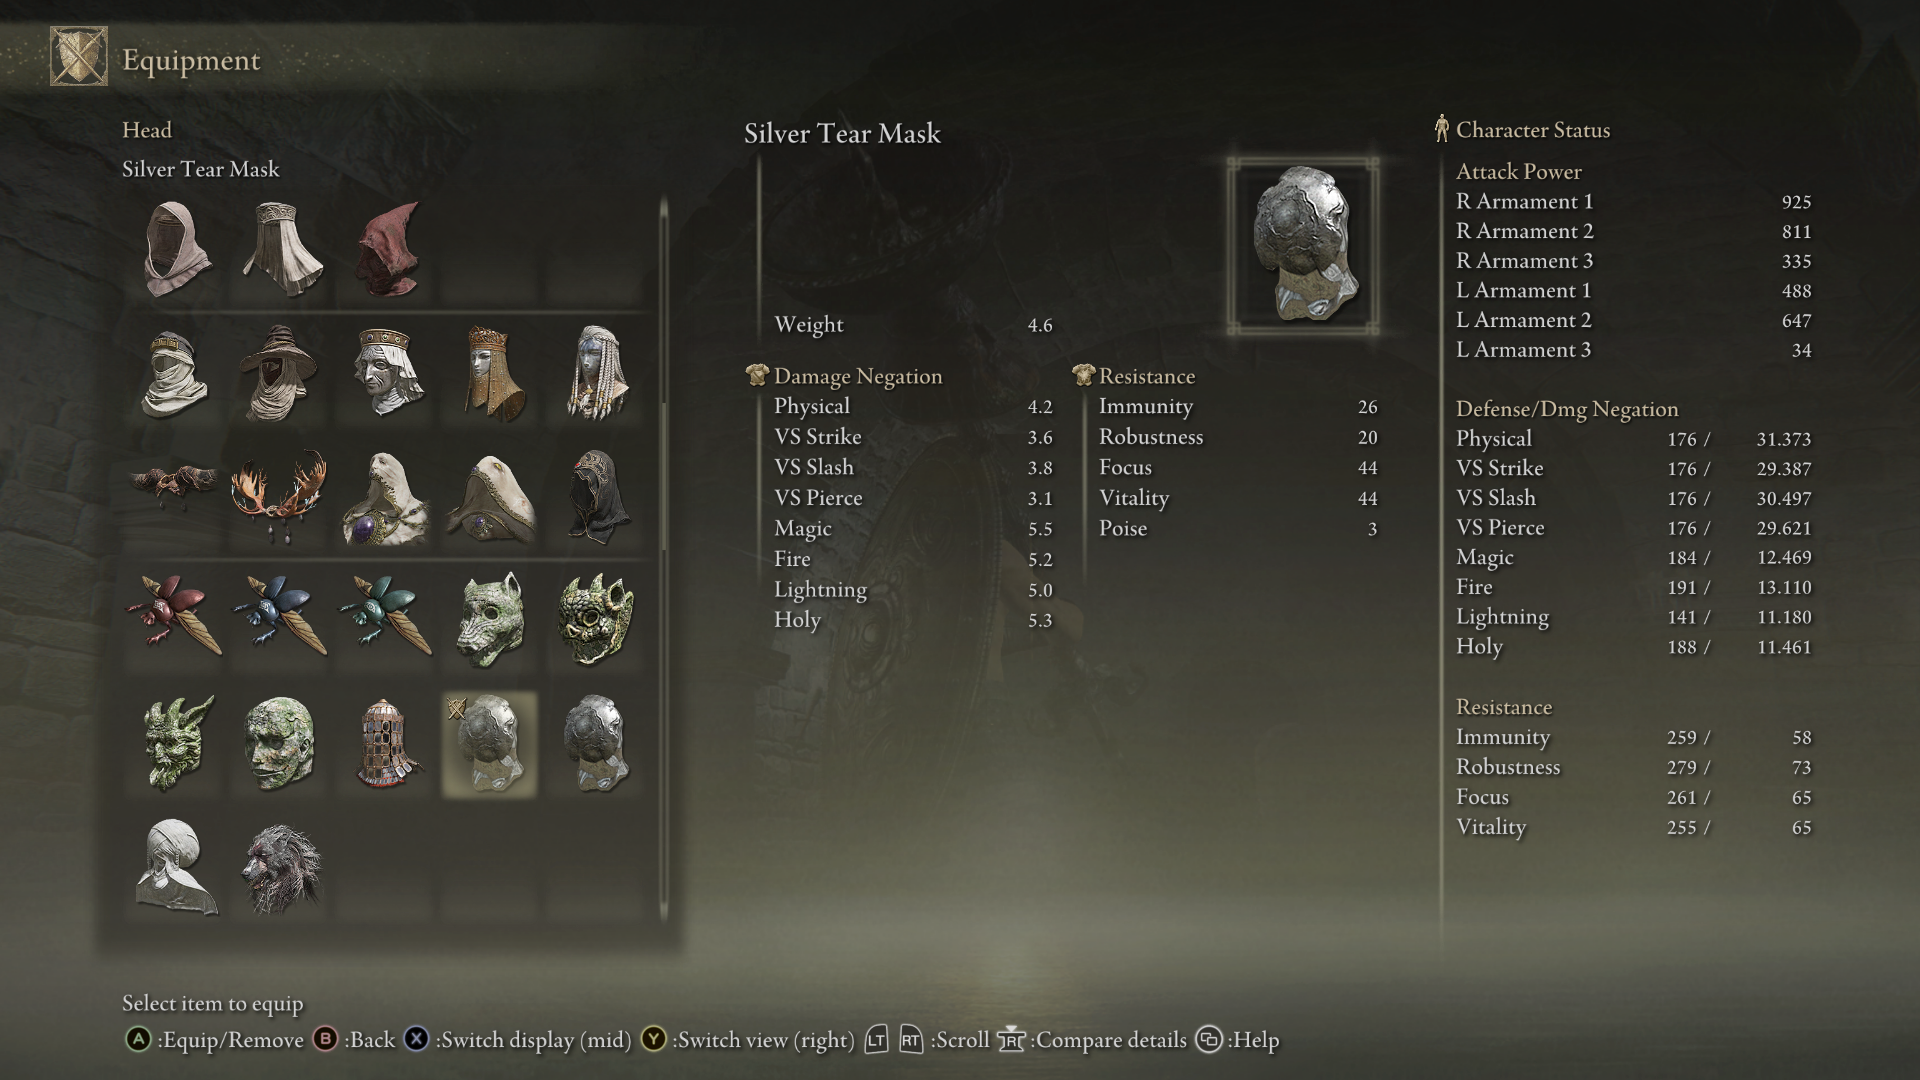 Equipment
Head
Silver Tear Mask
Silver Tear Mask
Weight 4.6
Damage Negation
Physical 4.2
VS Strike 3.6
VS Slash 3.8
VS Pierce 3.1
Magic 5.5
Fire 5.2
Lightning 5.0
Holy 5.3
Resistance
Immunity 26
Robustness 20
Focus 44
Vitality 44
Poise 3
Character Status
Attack Power
R Armament 1 925
R Armament 2 811
R Armament 3 335
L Armament 1 488
L Armament 2 647
L Armament 3 34
Defense/Dmg Negation
Physical 176 / 31.373
VS Strike 176 / 29.387
VS Slash 176 / 30.497
VS Pierce 176 / 29.621
Magic 184 / 12.469
Fire 191 / 13.110
Lightning 141 / 11.180
Holy 188 / 11.461
Resistance
Immunity 259 / 58
Robustness 279 / 73
Focus 261 / 65
Vitality 255 / 65
Select item to equip
A :Equip/Remove B :Back X :Switch display (mid) Y :Switch view (right) LT RT :Scroll R :Compare details :Help